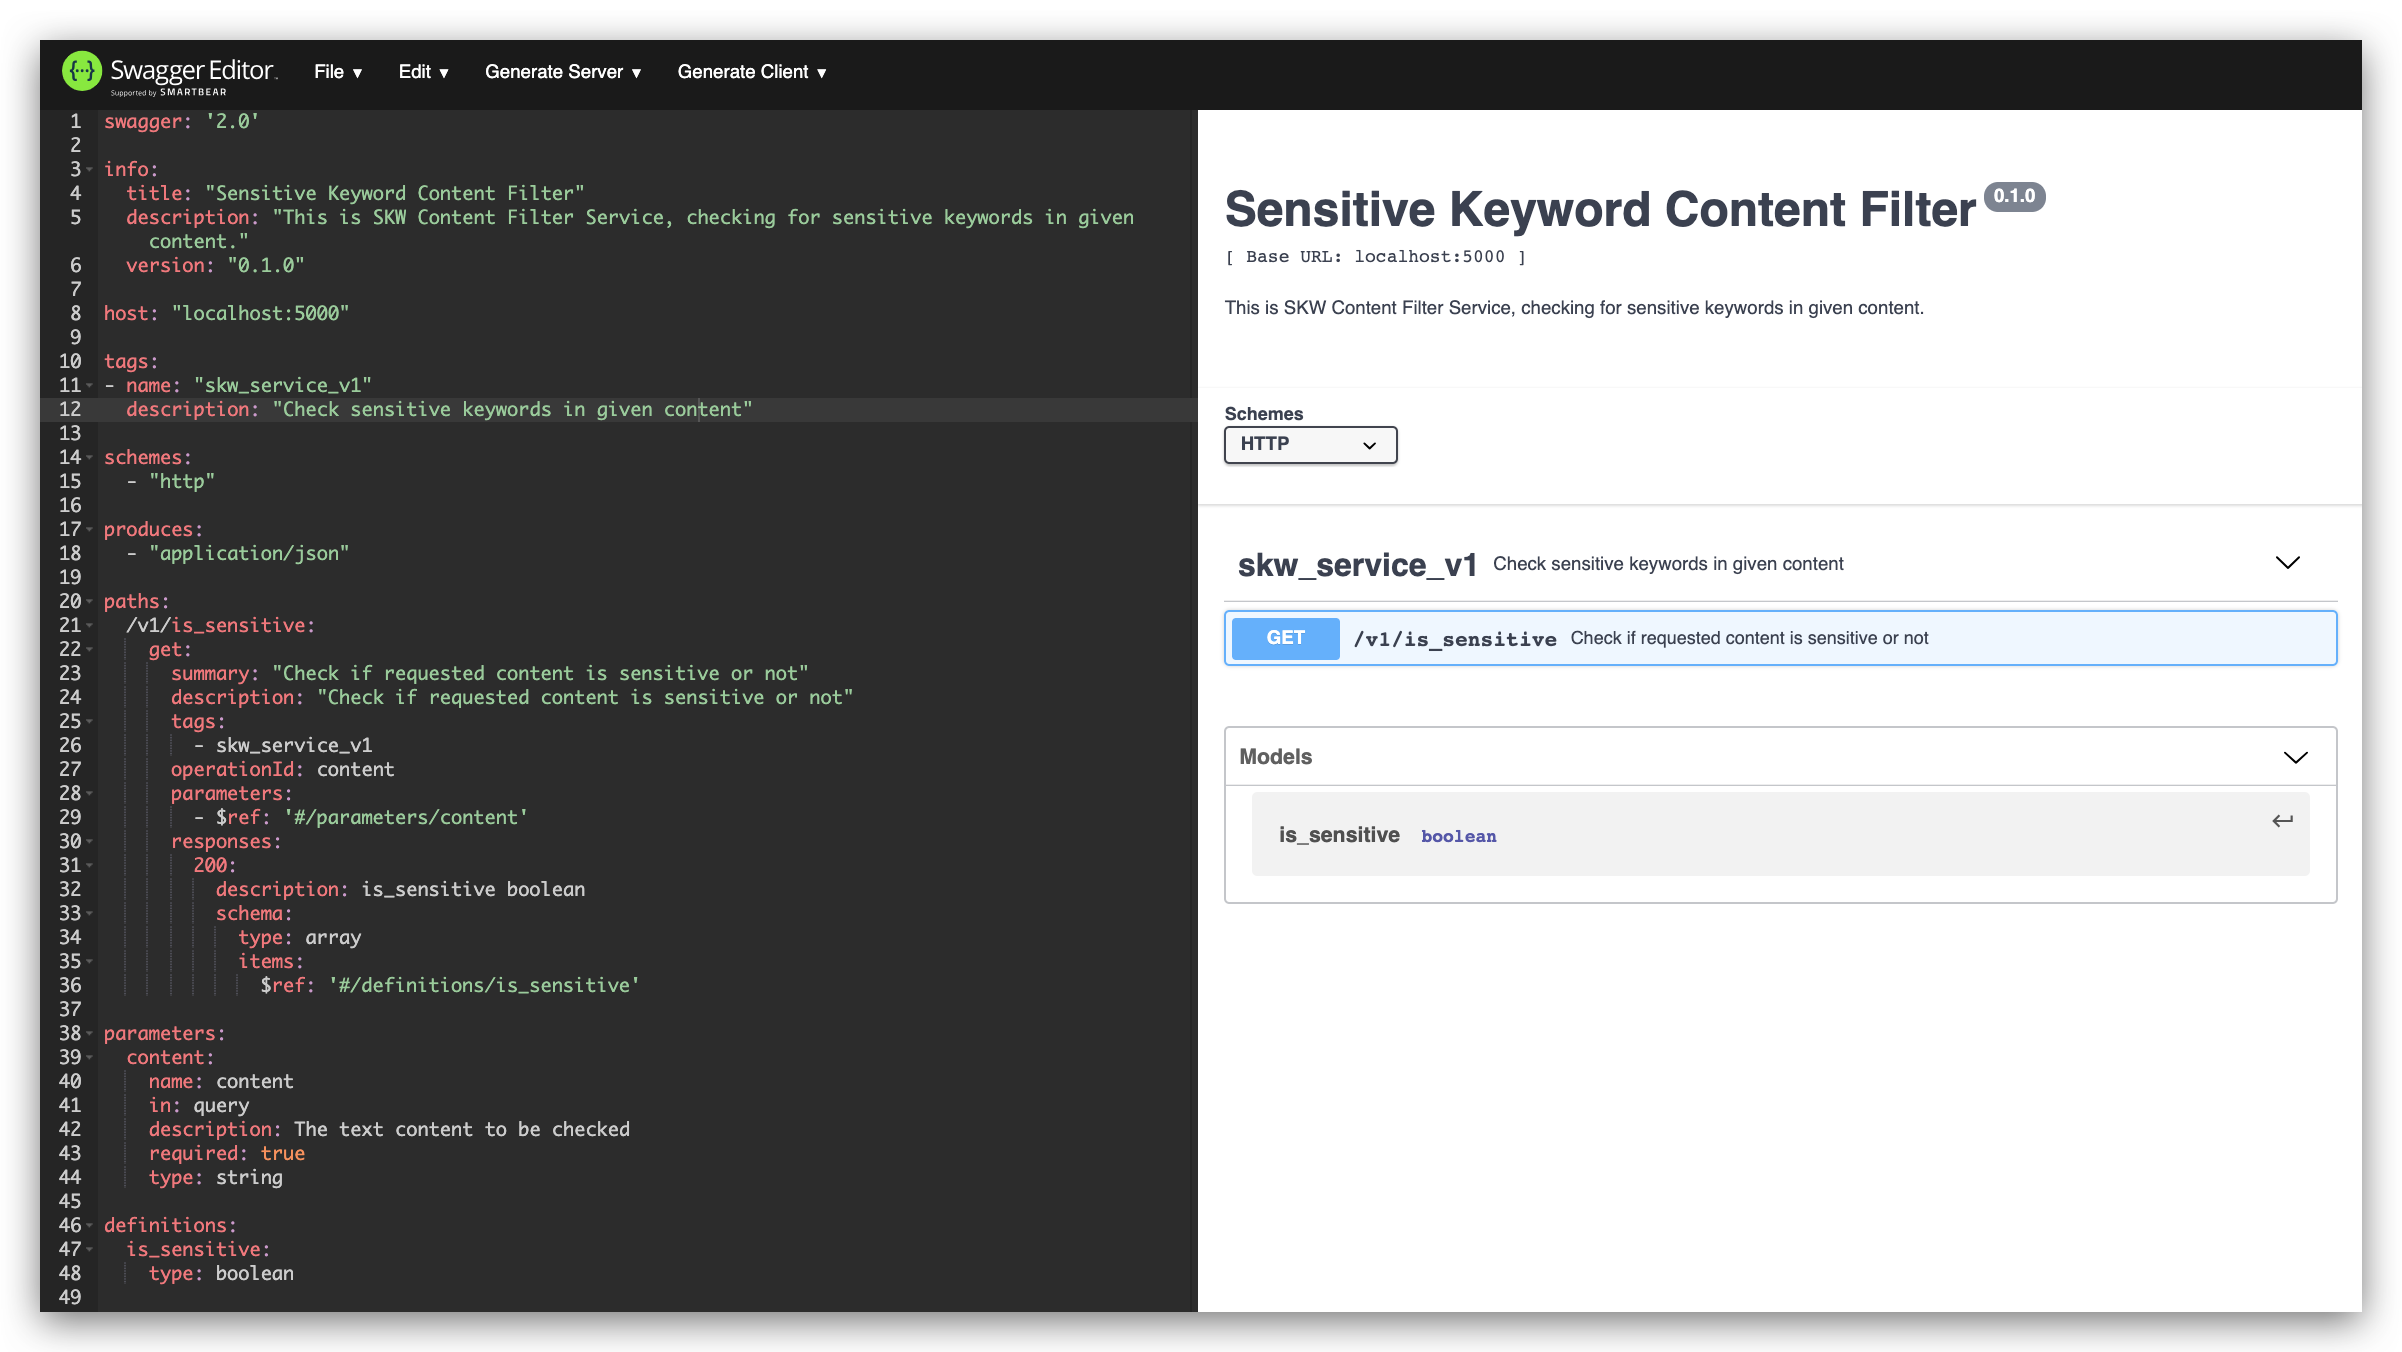 Swagger Editor
Supported by SMARTBEAR
File ▼ Edit ▼ Generate Server ▼ Generate Client ▼
1 swagger: '2.0'
2
3 info:
4 title: "Sensitive Keyword Content Filter"
5 description: "This is SKW Content Filter Service, checking for sensitive keywords in given
content."
6 version: "0.1.0"
7
8 host: "localhost:5000"
9
10 tags:
11 - name: "skw_service_v1"
12 description: "Check sensitive keywords in given content"
13
14 schemes:
15 - "http"
16
17 produces:
18 - "application/json"
19
20 paths:
21 /v1/is_sensitive:
22 get:
23 summary: "Check if requested content is sensitive or not"
24 description: "Check if requested content is sensitive or not"
25 tags:
26 - skw_service_v1
27 operationId: content
28 parameters:
29 - $ref: '#/parameters/content'
30 responses:
31 200:
32 description: is_sensitive boolean
33 schema:
34 type: array
35 items:
36 $ref: '#/definitions/is_sensitive'
37
38 parameters:
39 content:
40 name: content
41 in: query
42 description: The text content to be checked
43 required: true
44 type: string
45
46 definitions:
47 is_sensitive:
48 type: boolean
49
Sensitive Keyword Content Filter 0.1.0
[ Base URL: localhost:5000 ]
This is SKW Content Filter Service, checking for sensitive keywords in given content.
Schemes
HTTP
skw_service_v1 Check sensitive keywords in given content
GET /v1/is_sensitive Check if requested content is sensitive or not
Models
is_sensitive boolean